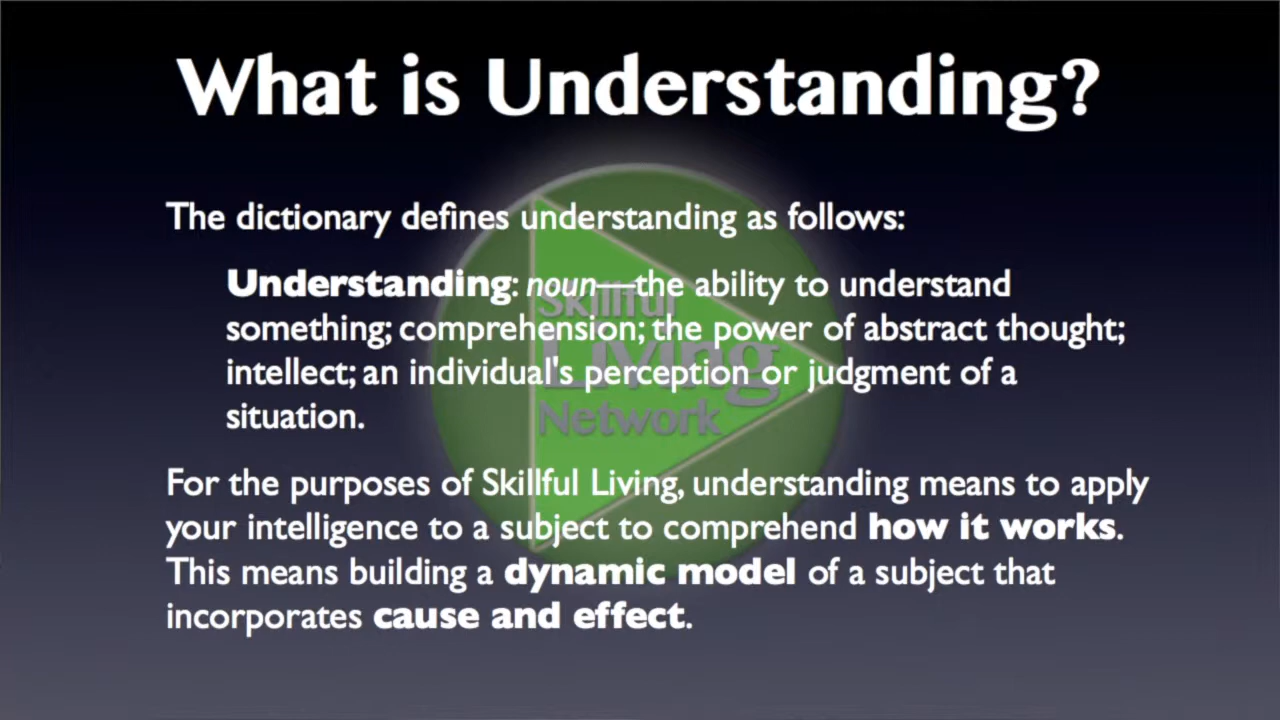 What is Understanding?
The dictionary defines understanding as follows:
Understanding: noun—the ability to understand
something; comprehension; the power of abstract thought;
intellect; an individual's perception or judgment of a
situation.
Skillful
Living
Network
For the purposes of Skillful Living, understanding means to apply
your intelligence to a subject to comprehend how it works.
This means building a dynamic model of a subject that
incorporates cause and effect.